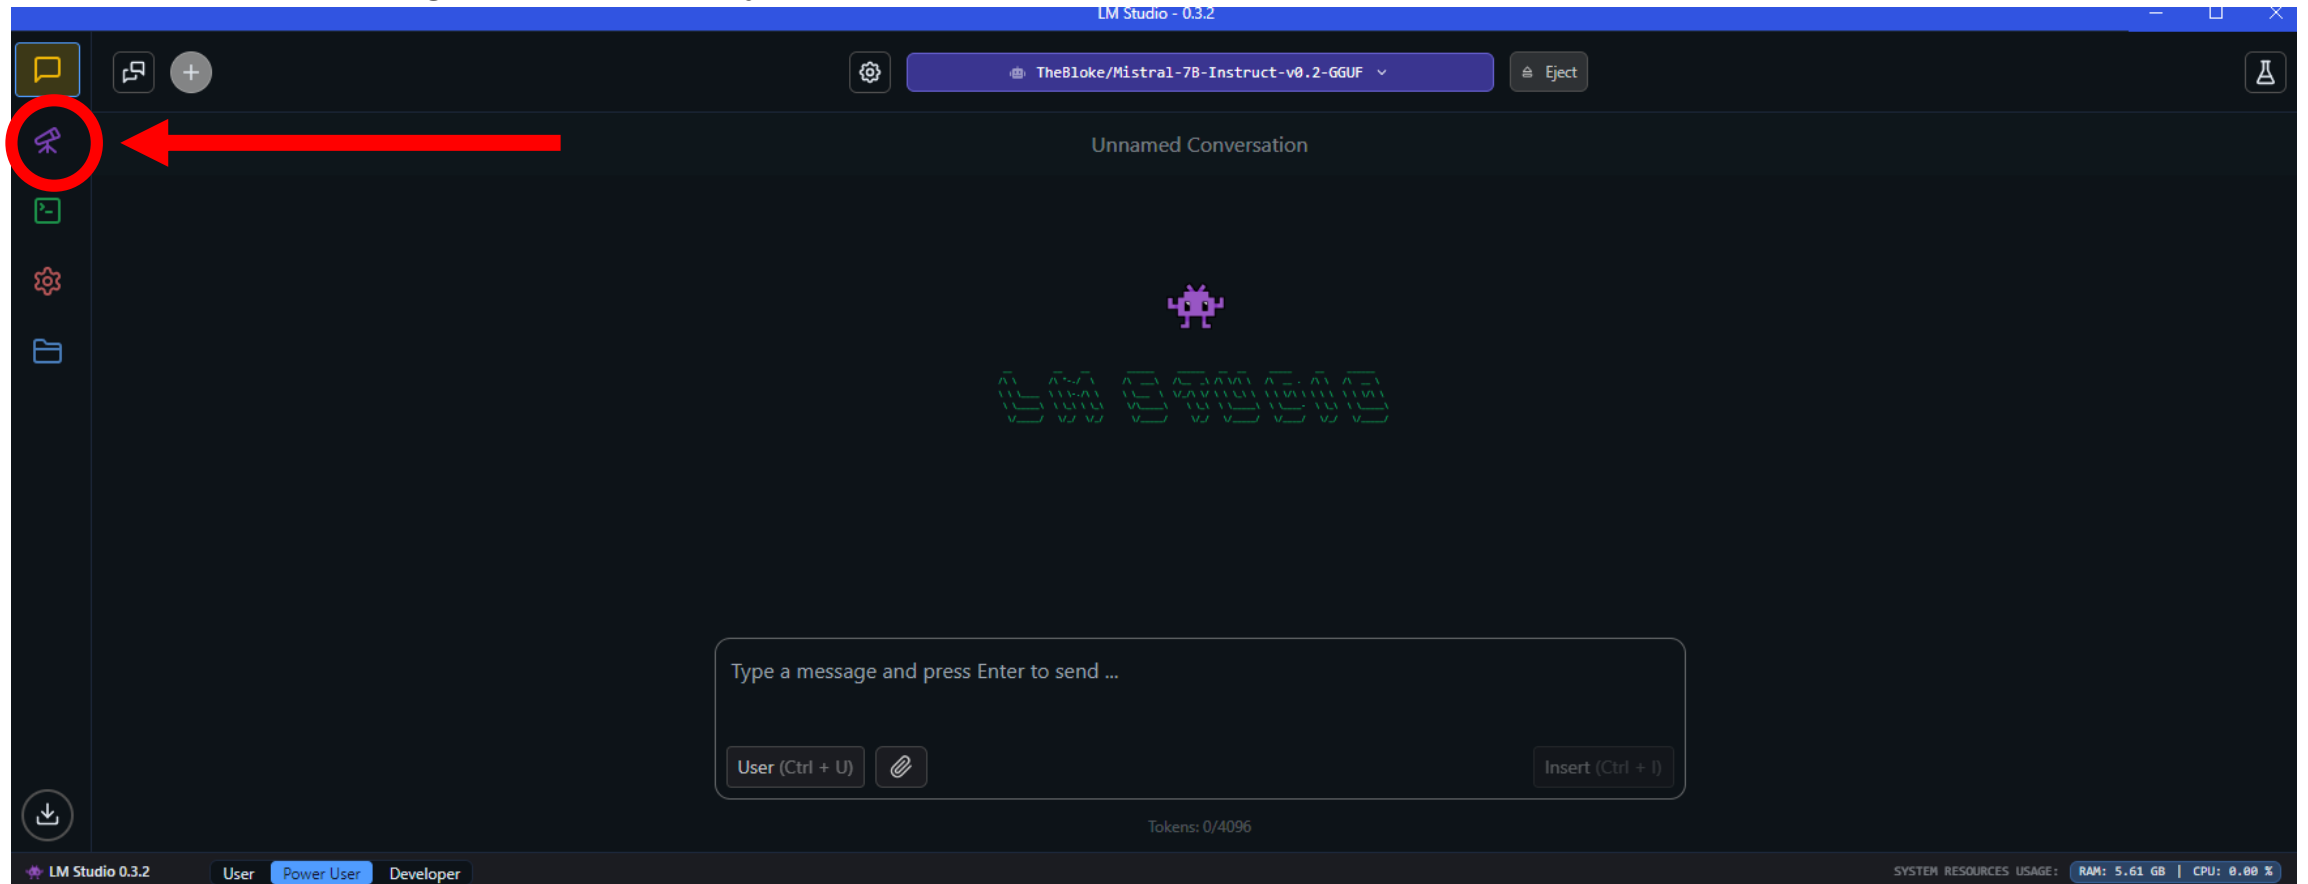 LM Studio - 0.3.2
TheBloke/Mistral-7B-Instruct-v0.2-GGUF
Eject
Unnamed Conversation
LM STUDIO
Type a message and press Enter to send ...
User (Ctrl + U)
Insert (Ctrl + I)
Tokens: 0/4096
LM Studio 0.3.2
User
Power User
Developer
SYSTEM RESOURCES USAGE: RAM: 5.61 GB | CPU: 0.00 %